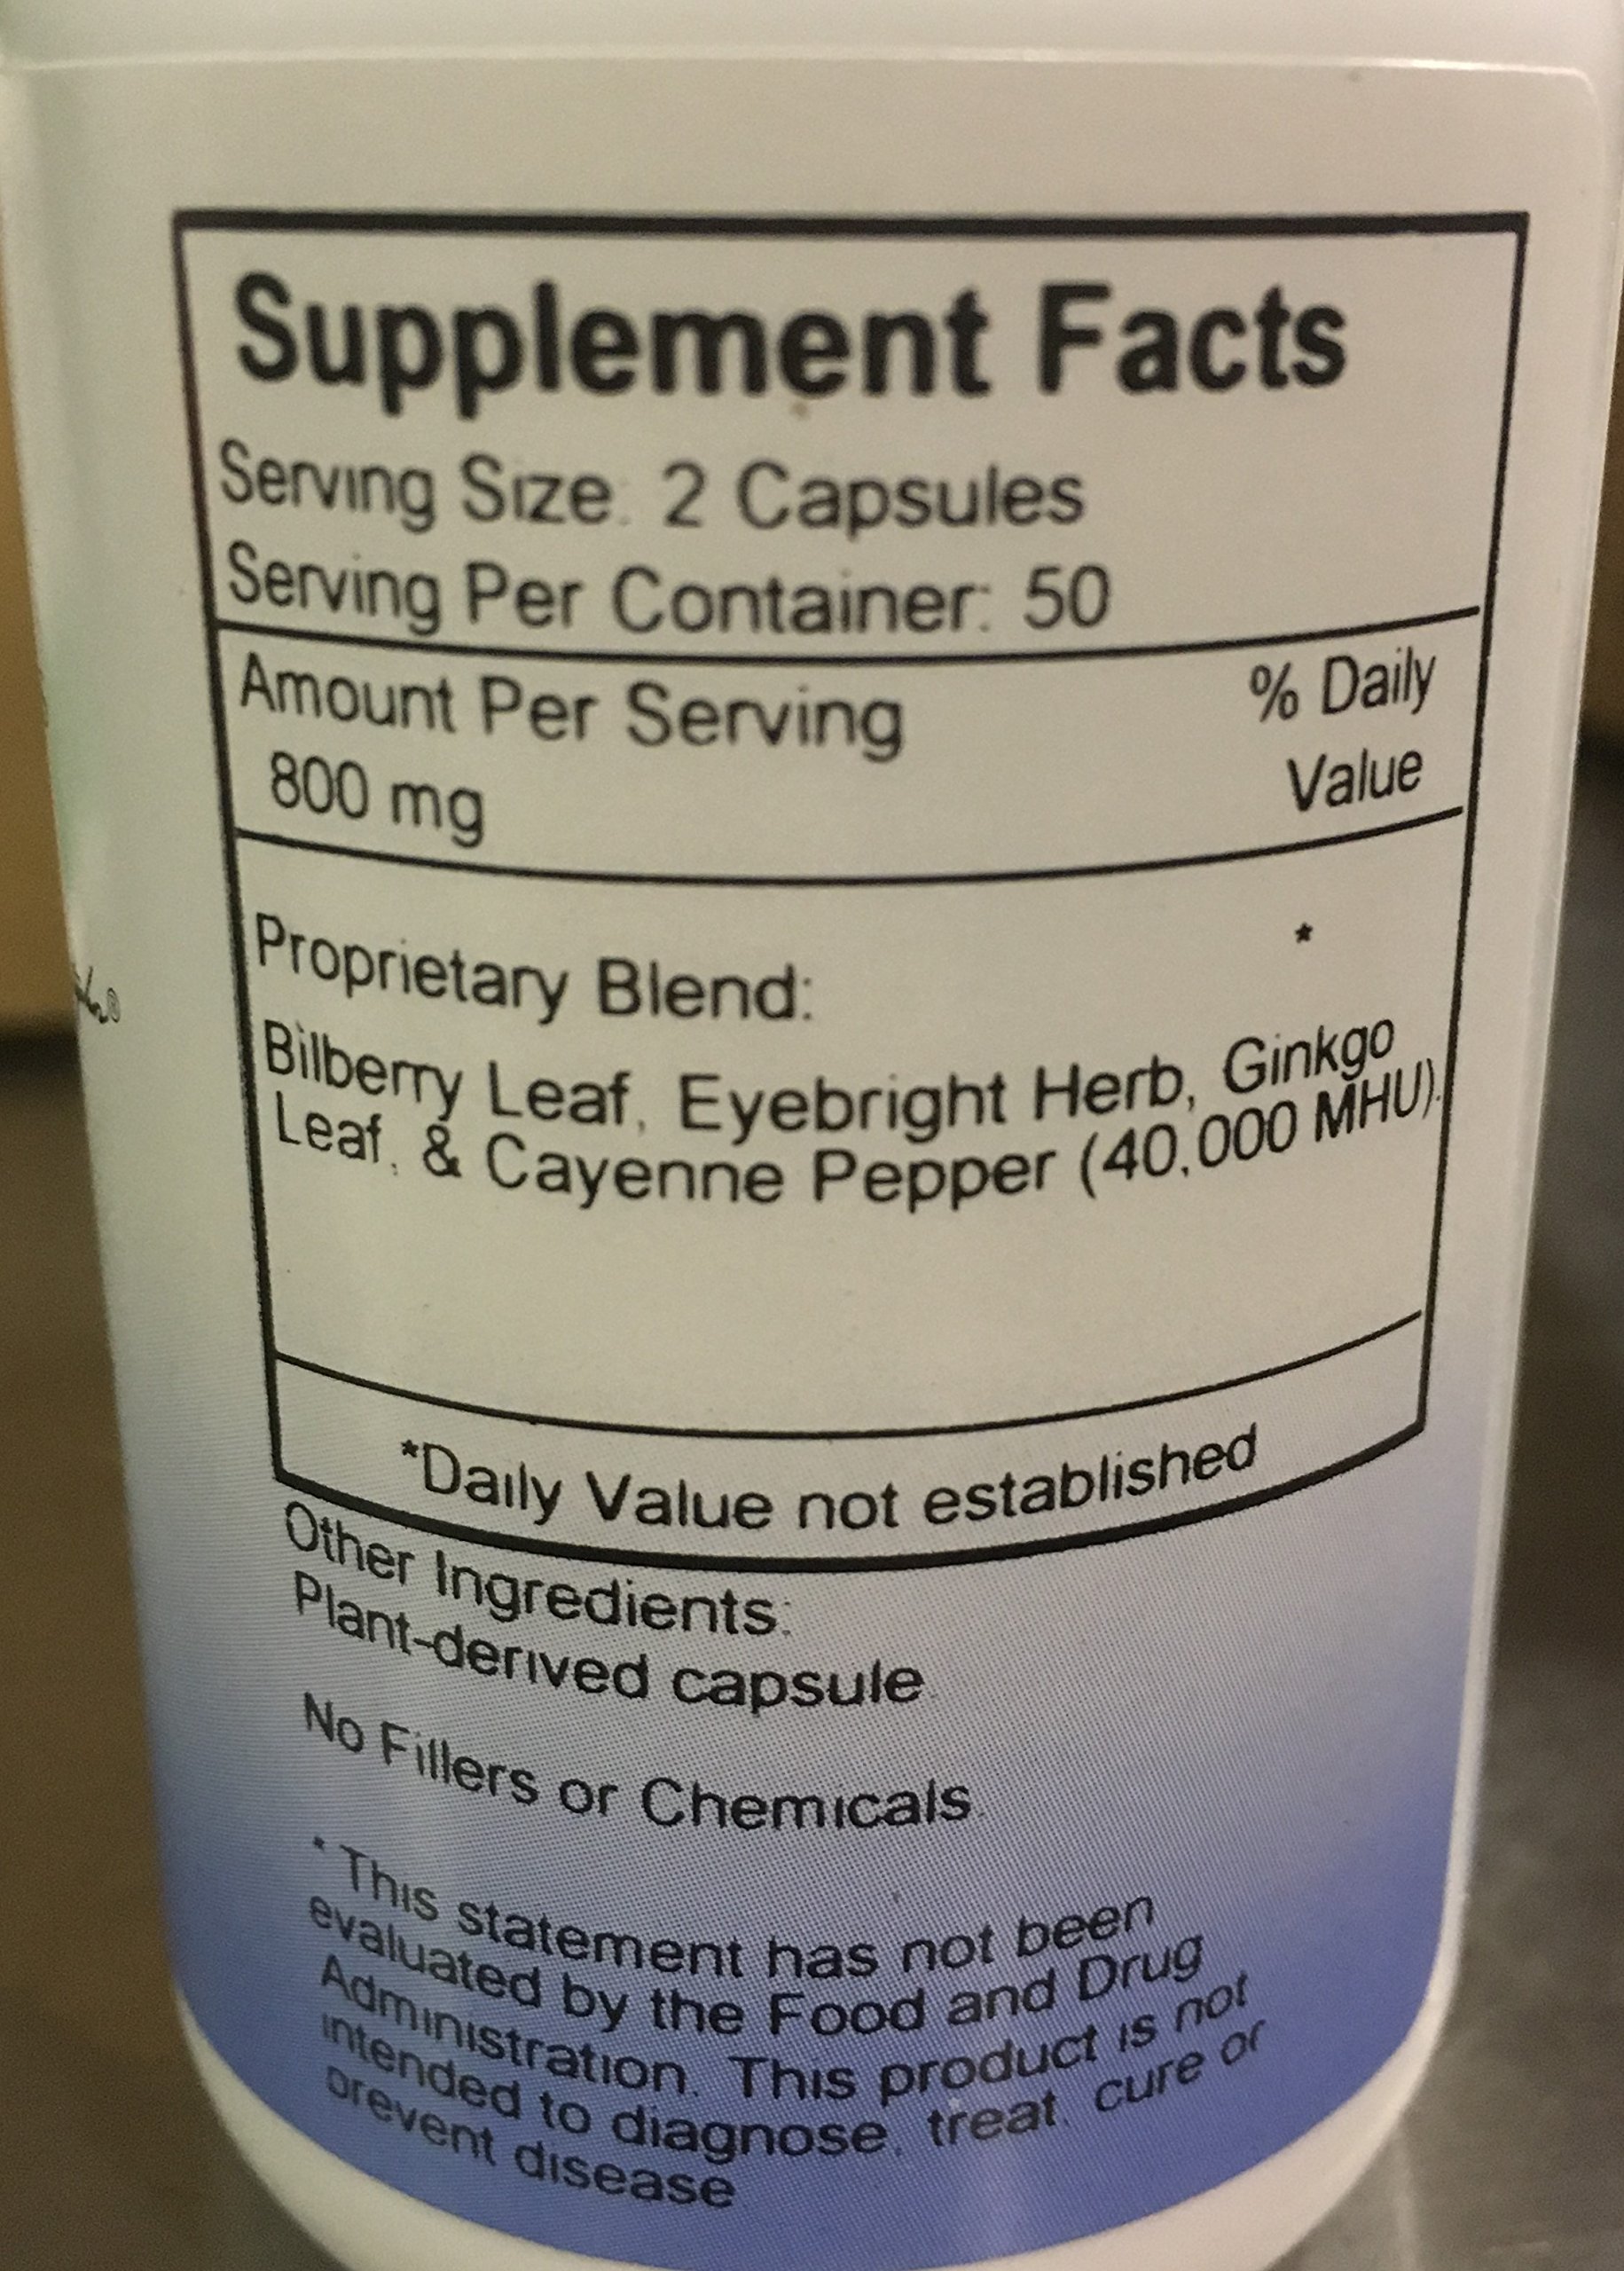 Supplement Facts
Serving Size: 2 Capsules
Serving Per Container: 50
Amount Per Serving % Daily
800 mg Value
Proprietary Blend: *
Bilberry Leaf, Eyebright Herb, Ginkgo
Leaf, & Cayenne Pepper (40,000 MHU).
*Daily Value not established
Other Ingredients:
Plant-derived capsule
No Fillers or Chemicals.
* This statement has not been
evaluated by the Food and Drug
Administration. This product is not
intended to diagnose, treat, cure or
prevent disease